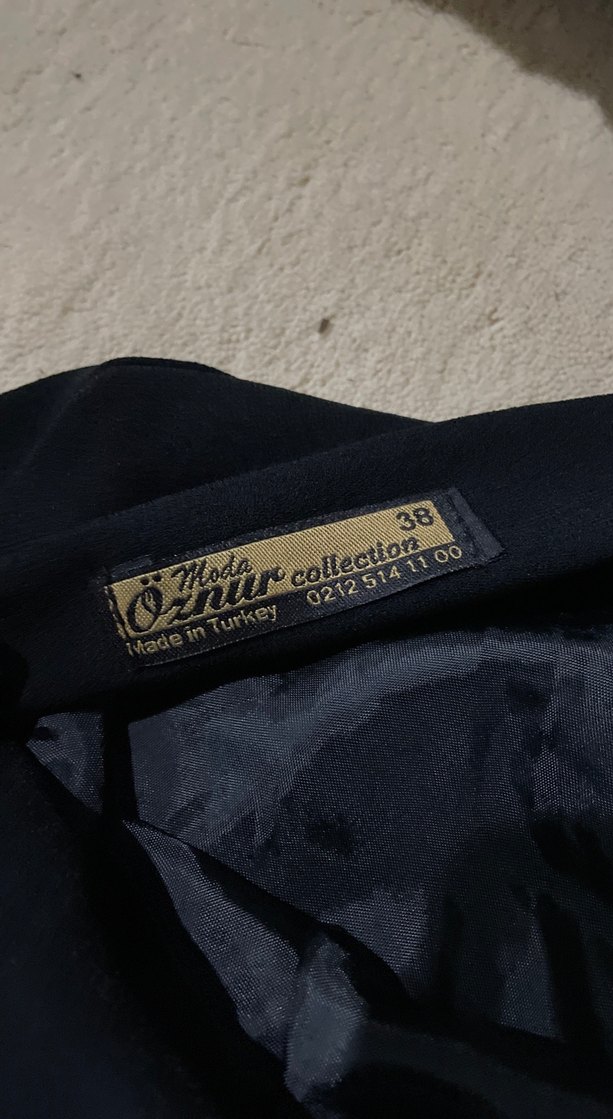 38
Moda
Öznur collection
Made in Turkey 0212 514 11 00